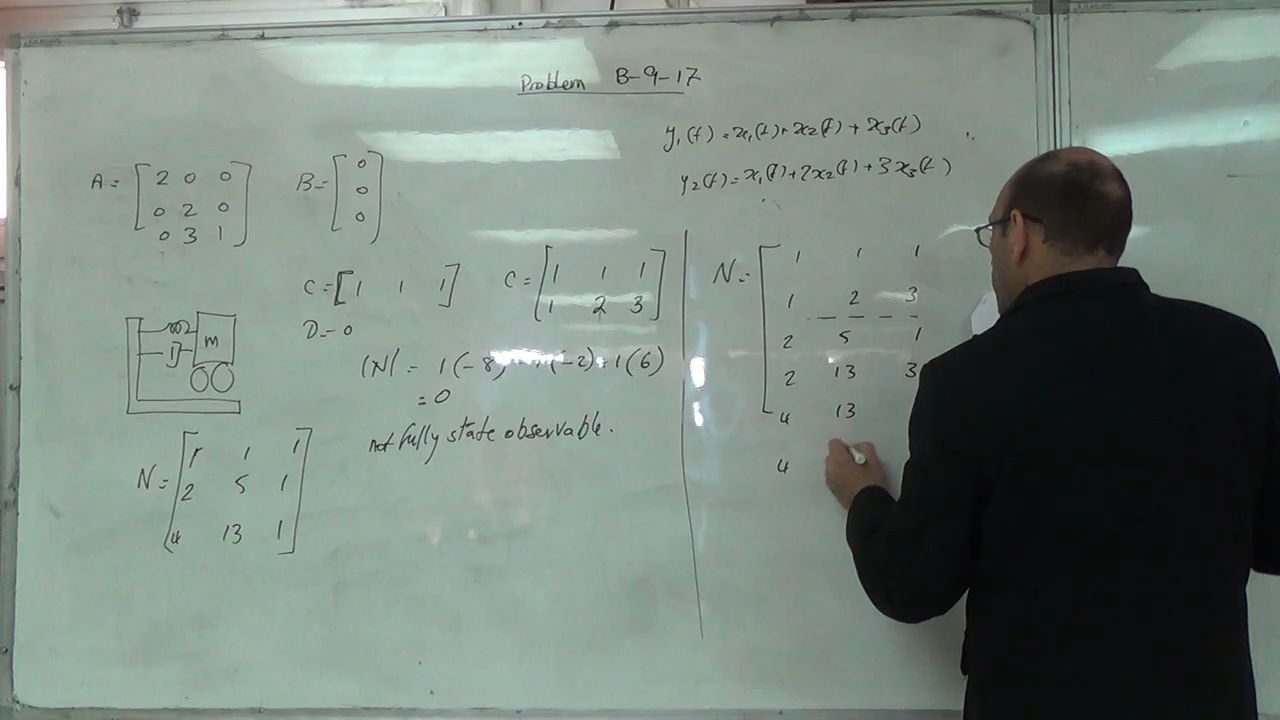 Problem B-9-17
y₁(t) = x₁(t) + x₂(t) + x₃(t)
y₂(t) = x₁(t) + 2x₂(t) + 3x₃(t)
A = [ 2 0 0
0 2 0
0 3 1 ]
B = [ 0
0
0 ]
C = [ 1 1 1 ]
D = 0
C = [ 1 1 1
1 2 3 ]
m
|N| = 1(-8) (-2) + 1(6)
= 0
not fully state observable.
N = [ 1 1 1
2 5 1
4 13 1 ]
N = [ 1 1 1
1 2 3
2 5 1
2 13 3
4 13
4